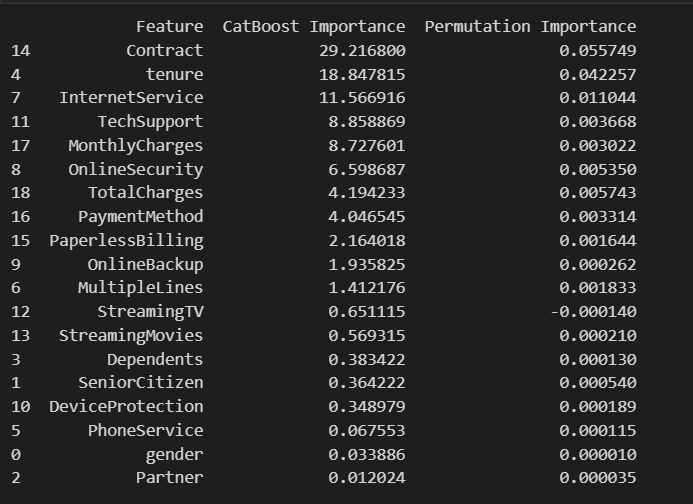 Feature CatBoost Importance Permutation Importance
14 Contract 29.216800 0.055749
4 tenure 18.847815 0.042257
7 InternetService 11.566916 0.011044
11 TechSupport 8.858869 0.003668
17 MonthlyCharges 8.727601 0.003022
8 OnlineSecurity 6.598687 0.005350
18 TotalCharges 4.194233 0.005743
16 PaymentMethod 4.046545 0.003314
15 PaperlessBilling 2.164018 0.001644
9 OnlineBackup 1.935825 0.000262
6 MultipleLines 1.412176 0.001833
12 StreamingTV 0.651115 -0.000140
13 StreamingMovies 0.569315 0.000210
3 Dependents 0.383422 0.000130
1 SeniorCitizen 0.364222 0.000540
10 DeviceProtection 0.348979 0.000189
5 PhoneService 0.067553 0.000115
0 gender 0.033886 0.000010
2 Partner 0.012024 0.000035